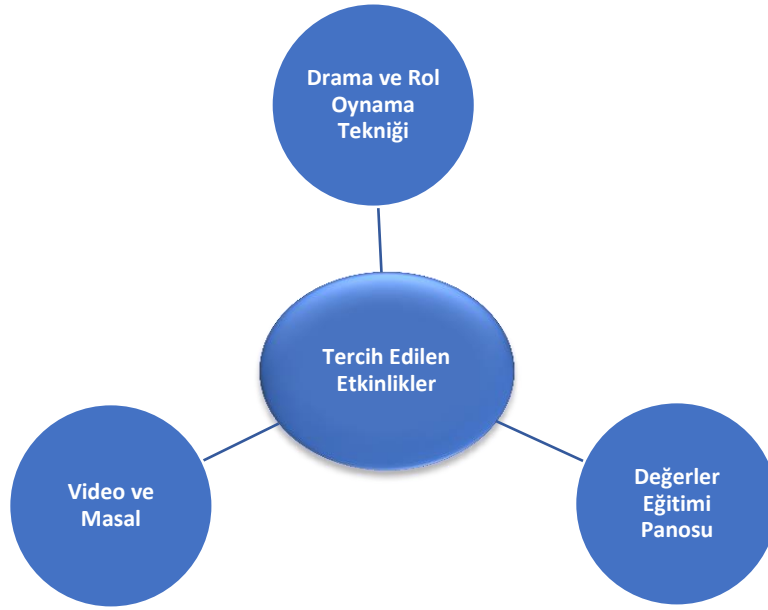 Drama ve Rol
Oynama
Tekniği
Tercih Edilen
Etkinlikler
Video ve
Masal
Değerler
Eğitimi
Panosu